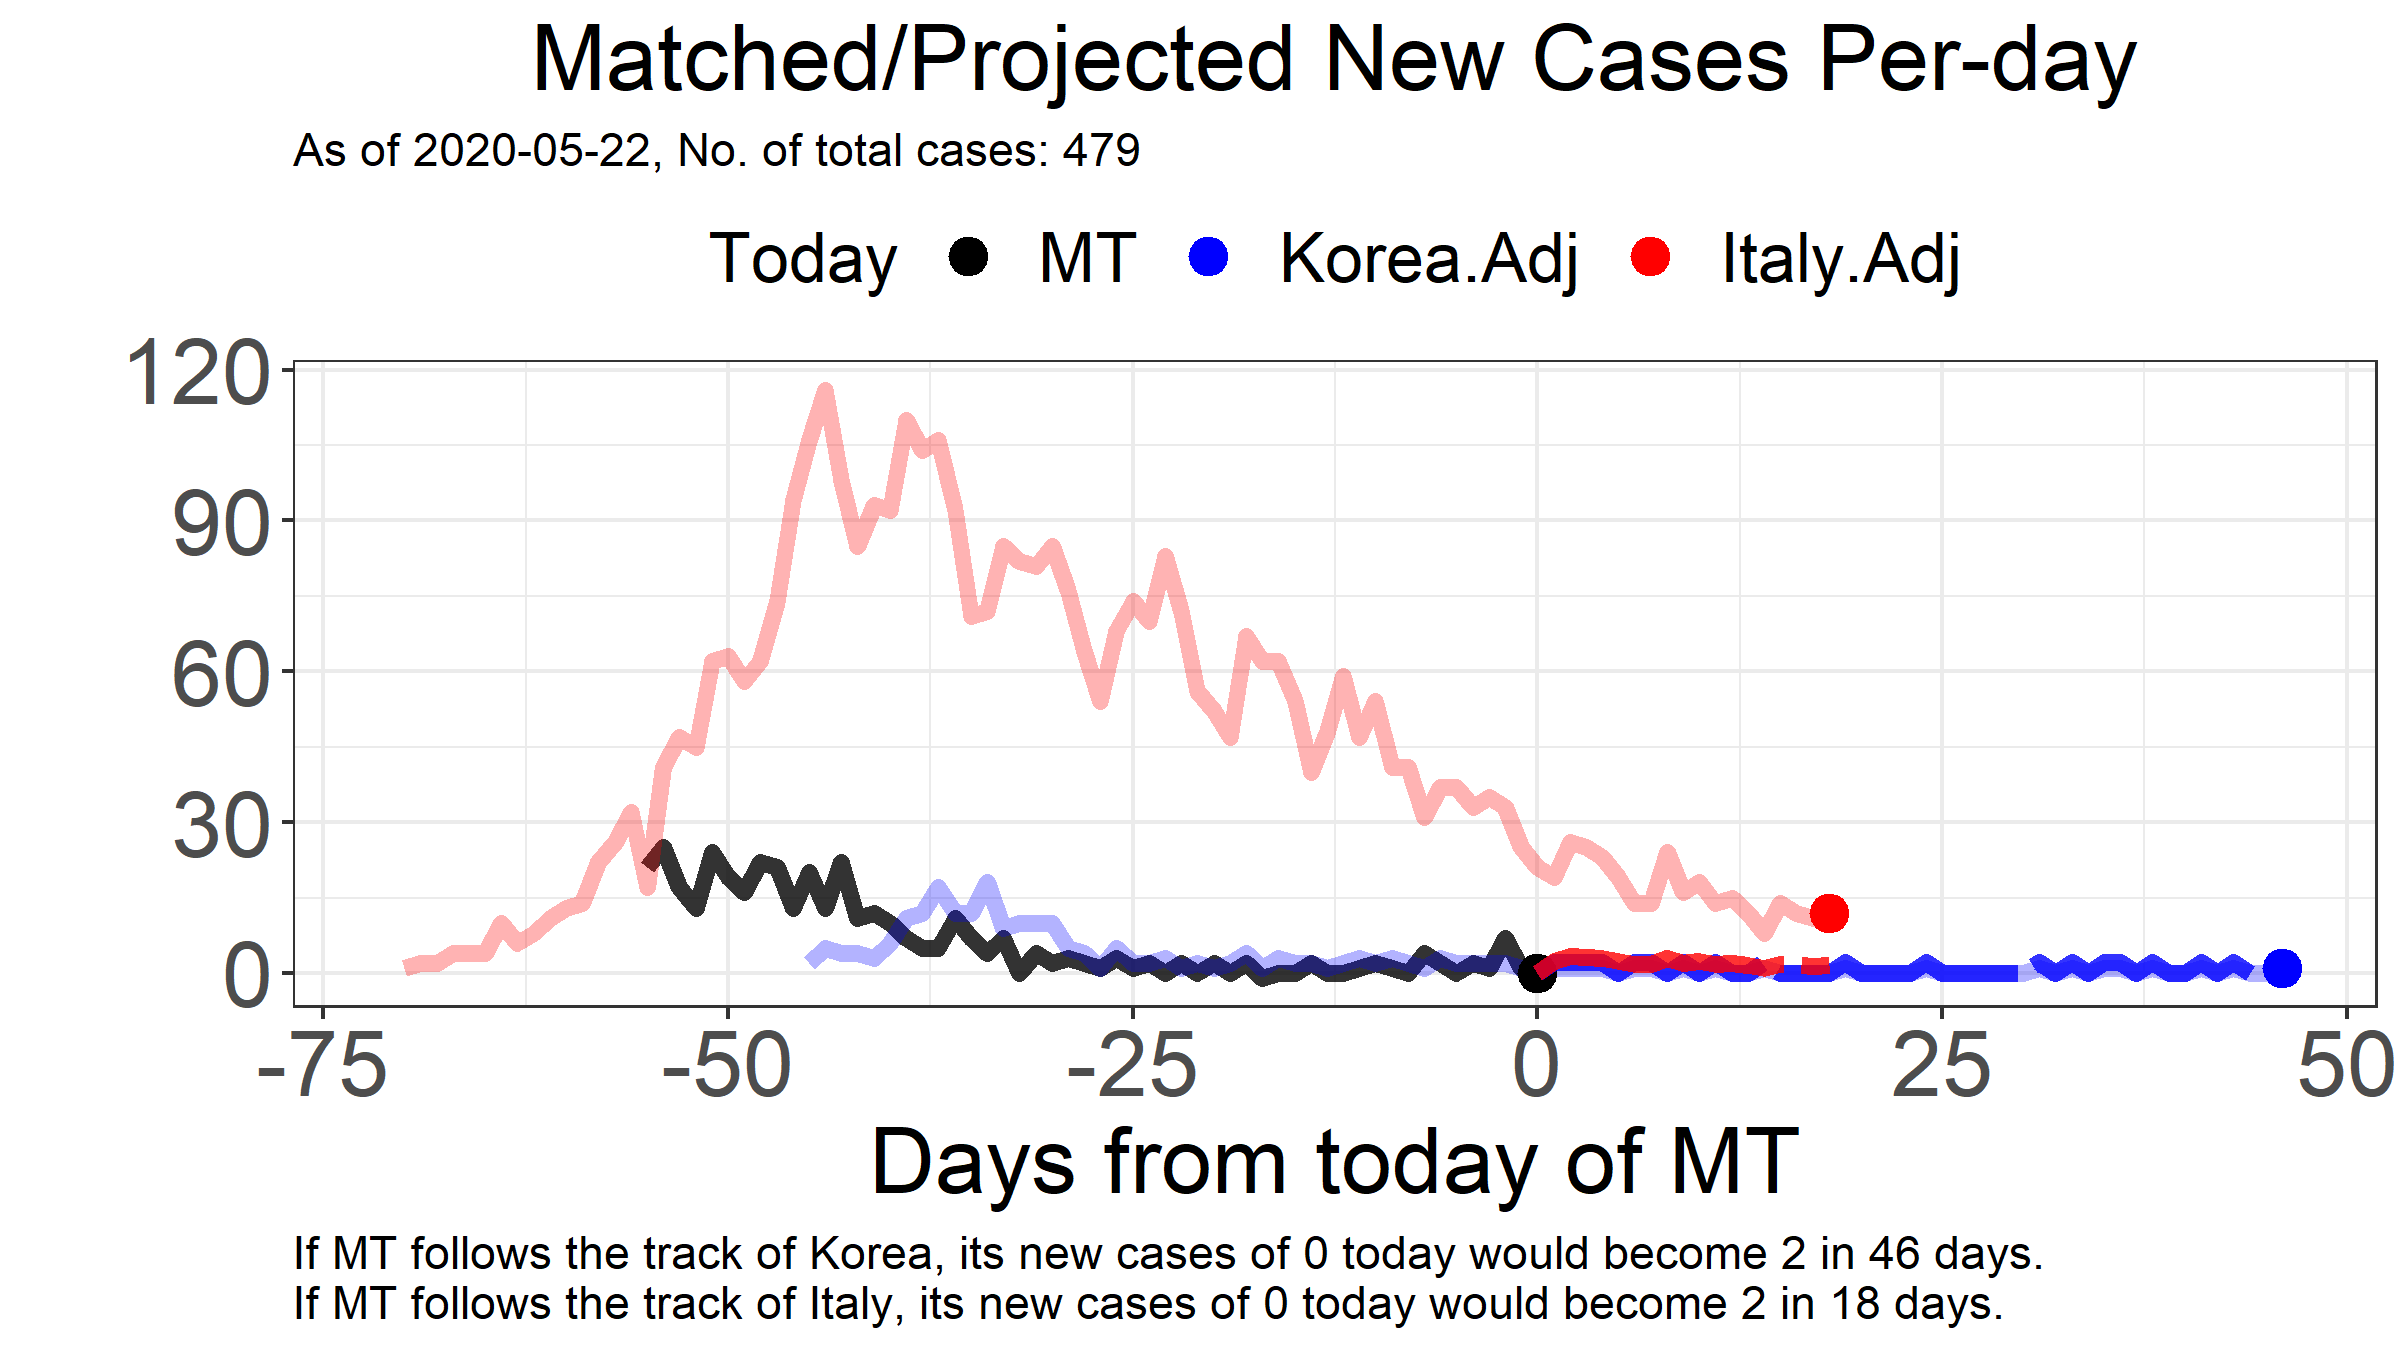 Matched/Projected New Cases Per-day
As of 2020-05-22, No. of total cases: 479
Today MT Korea.Adj Italy.Adj
120
90
60
30
0
-75 -50 -25 0 25 50
Days from today of MT
If MT follows the track of Korea, its new cases of 0 today would become 2 in 46 days.
If MT follows the track of Italy, its new cases of 0 today would become 2 in 18 days.